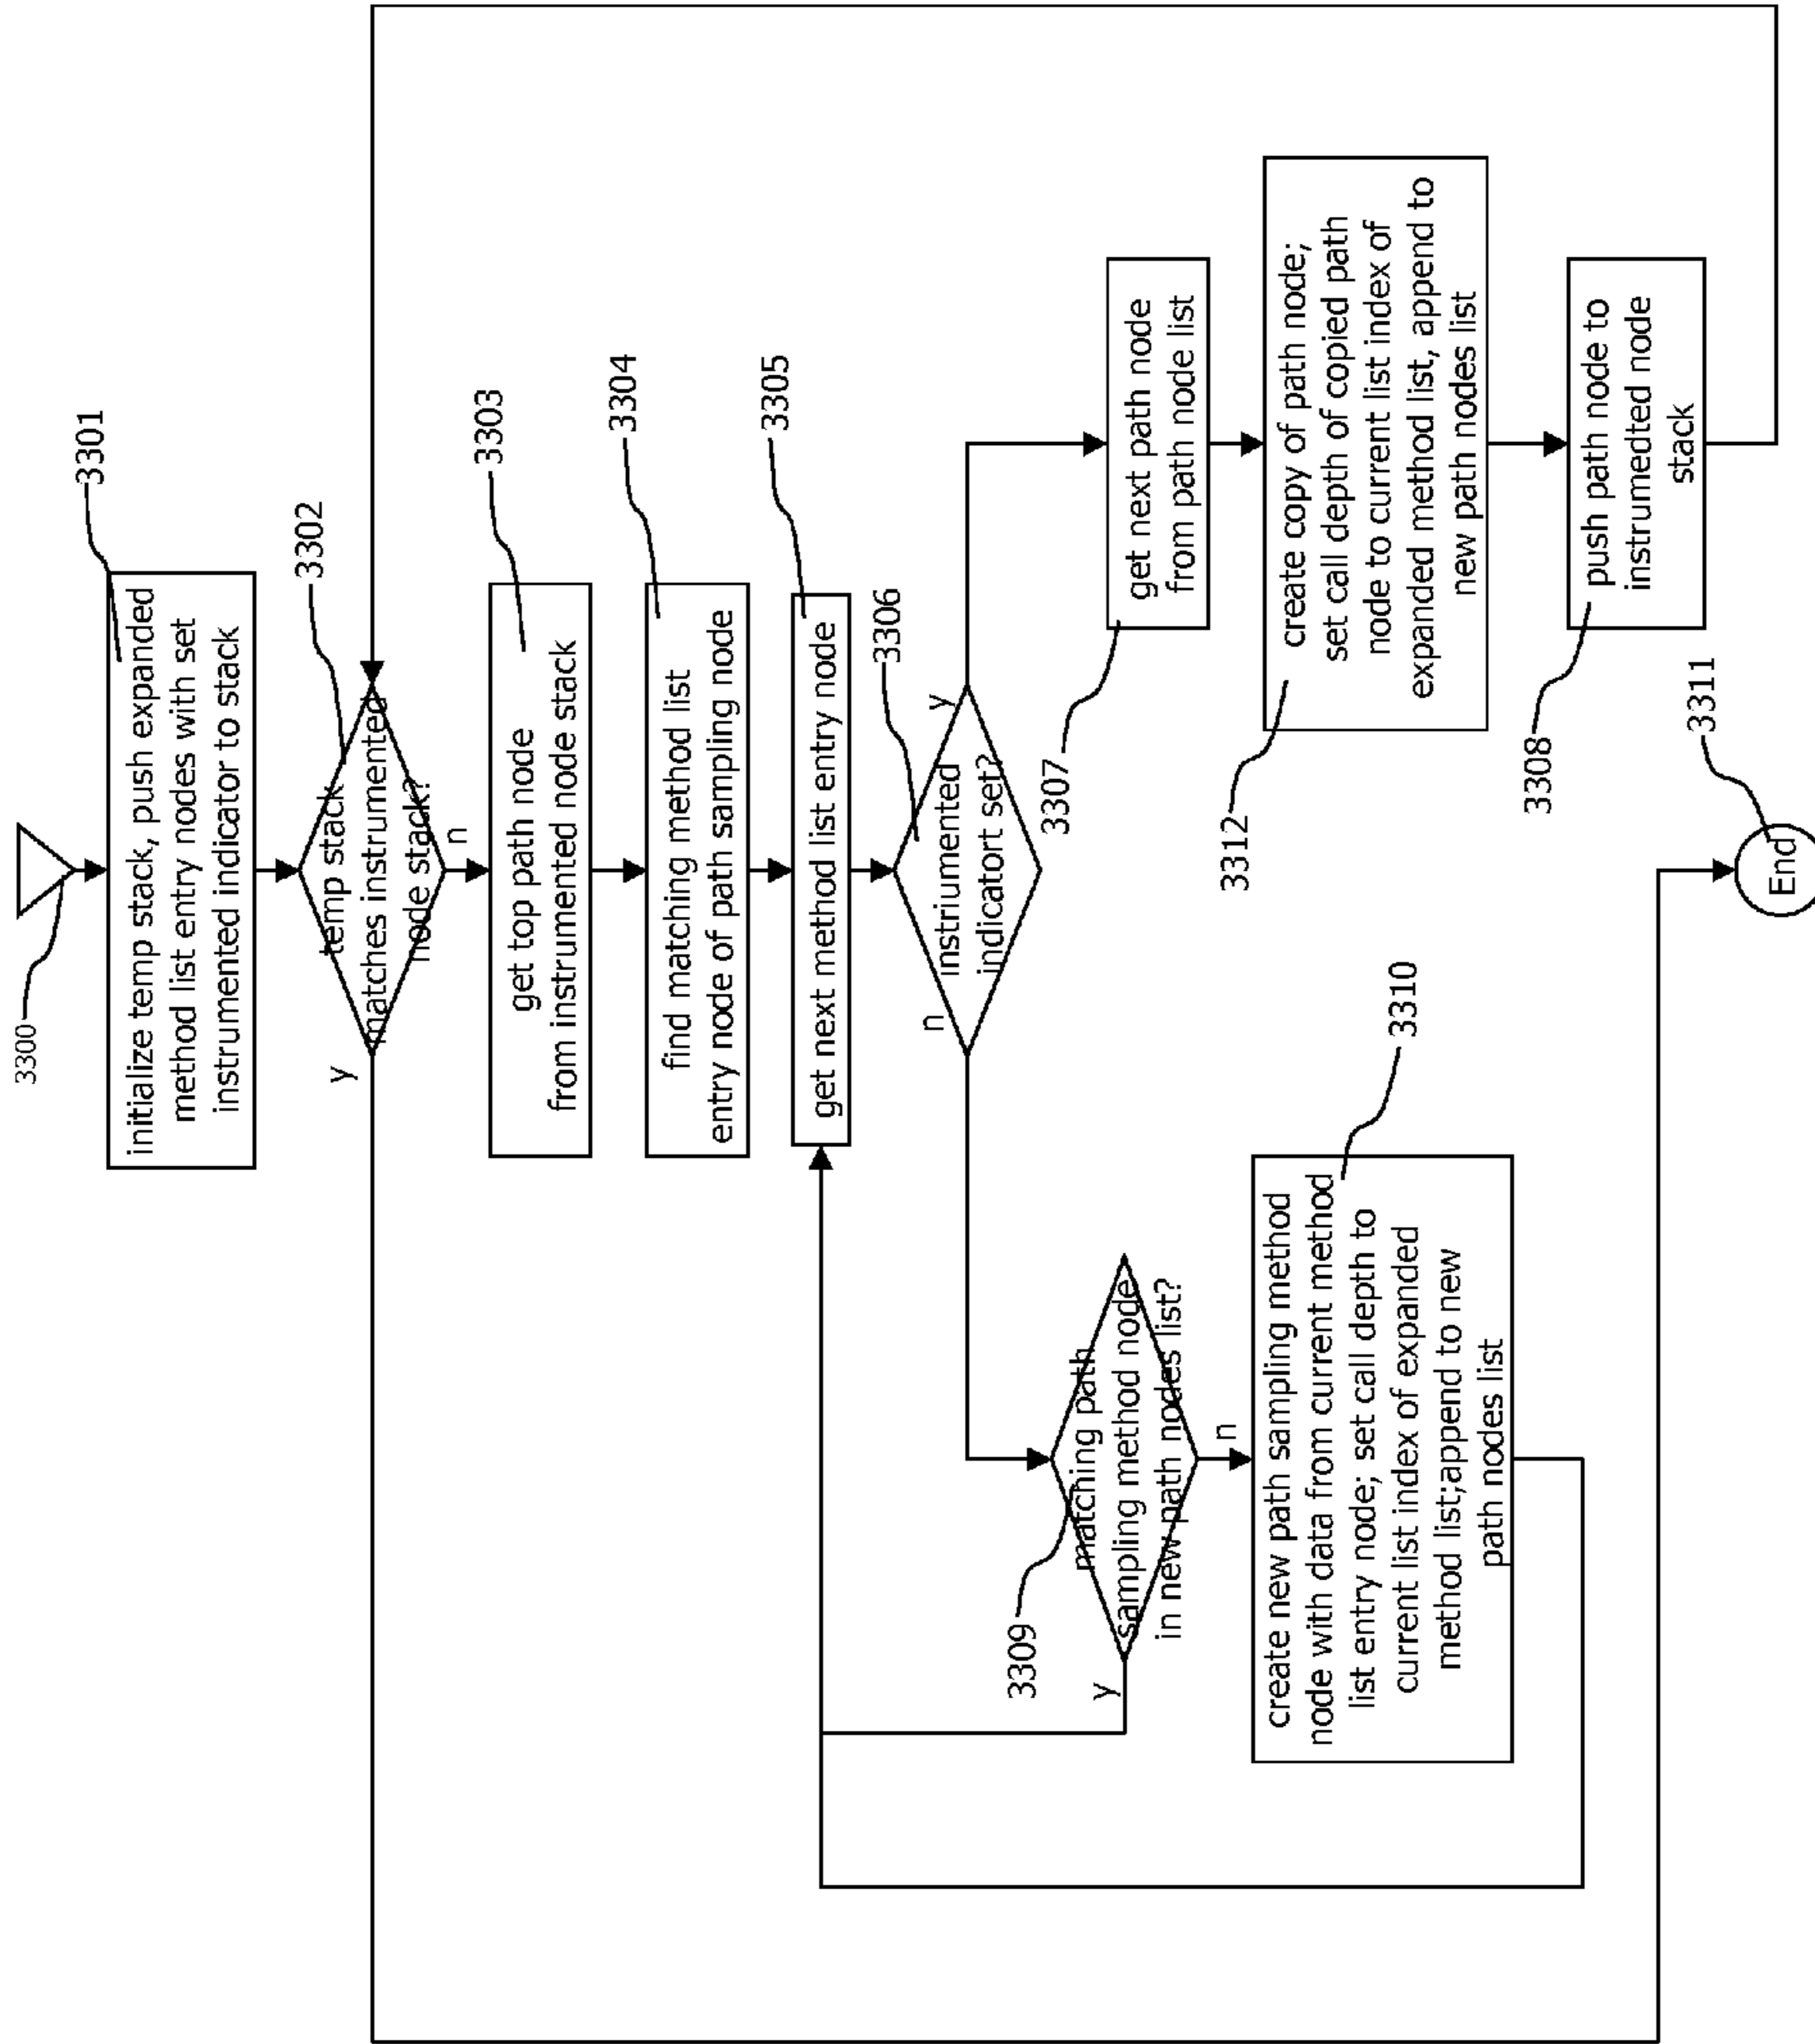 3300
3301
initialize temp stack, push expanded
method list entry nodes with set
instrumented indicator to stack
3302
temp stack
matches instrumented
node stack?
y
n
3303
get top path node
from instrumented node stack
3304
find matching method list
entry node of path sampling node
3305
get next method list entry node
3306
instriumented
indicatort set?
n
y
3307
get next path node
from path node list
3309
matching path
sampling method node
in new path nodes list?
y
n
3312
create copy of path node;
set call depth of copied path
node to current list index of
expanded method list, append to
new path nodes list
3310
create new path sampling method
node with data from current method
list entry node; set call depth to
current list index of expanded
method list;append to new
path nodes list
3308
push path node to
instrumedted node
stack
3311
End